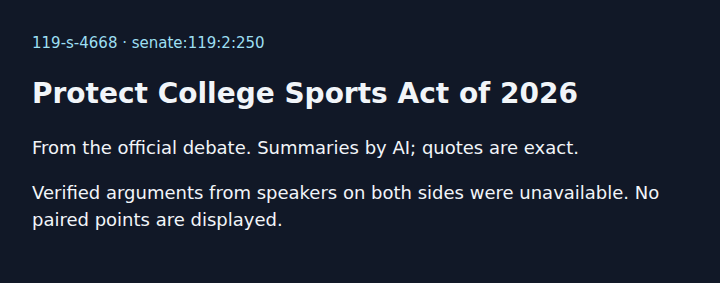 119-s-4668 · senate:119:2:250
Protect College Sports Act of 2026
From the official debate. Summaries by AI; quotes are exact.
Verified arguments from speakers on both sides were unavailable. No
paired points are displayed.